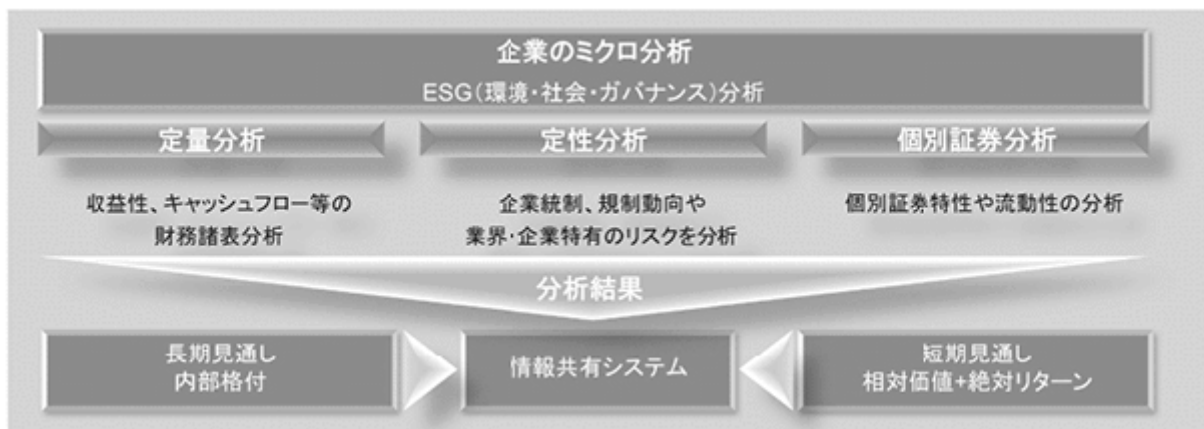 企業のミクロ分析
ESG(環境・社会・ガバナンス)分析
定量分析
収益性、キャッシュフロー等の
財務諸表分析
定性分析
企業統制、規制動向や
業界・企業特有のリスクを分析
個別証券分析
個別証券特性や流動性の分析
分析結果
長期見通し
内部格付
情報共有システム
短期見通し
相対価値+絶対リターン